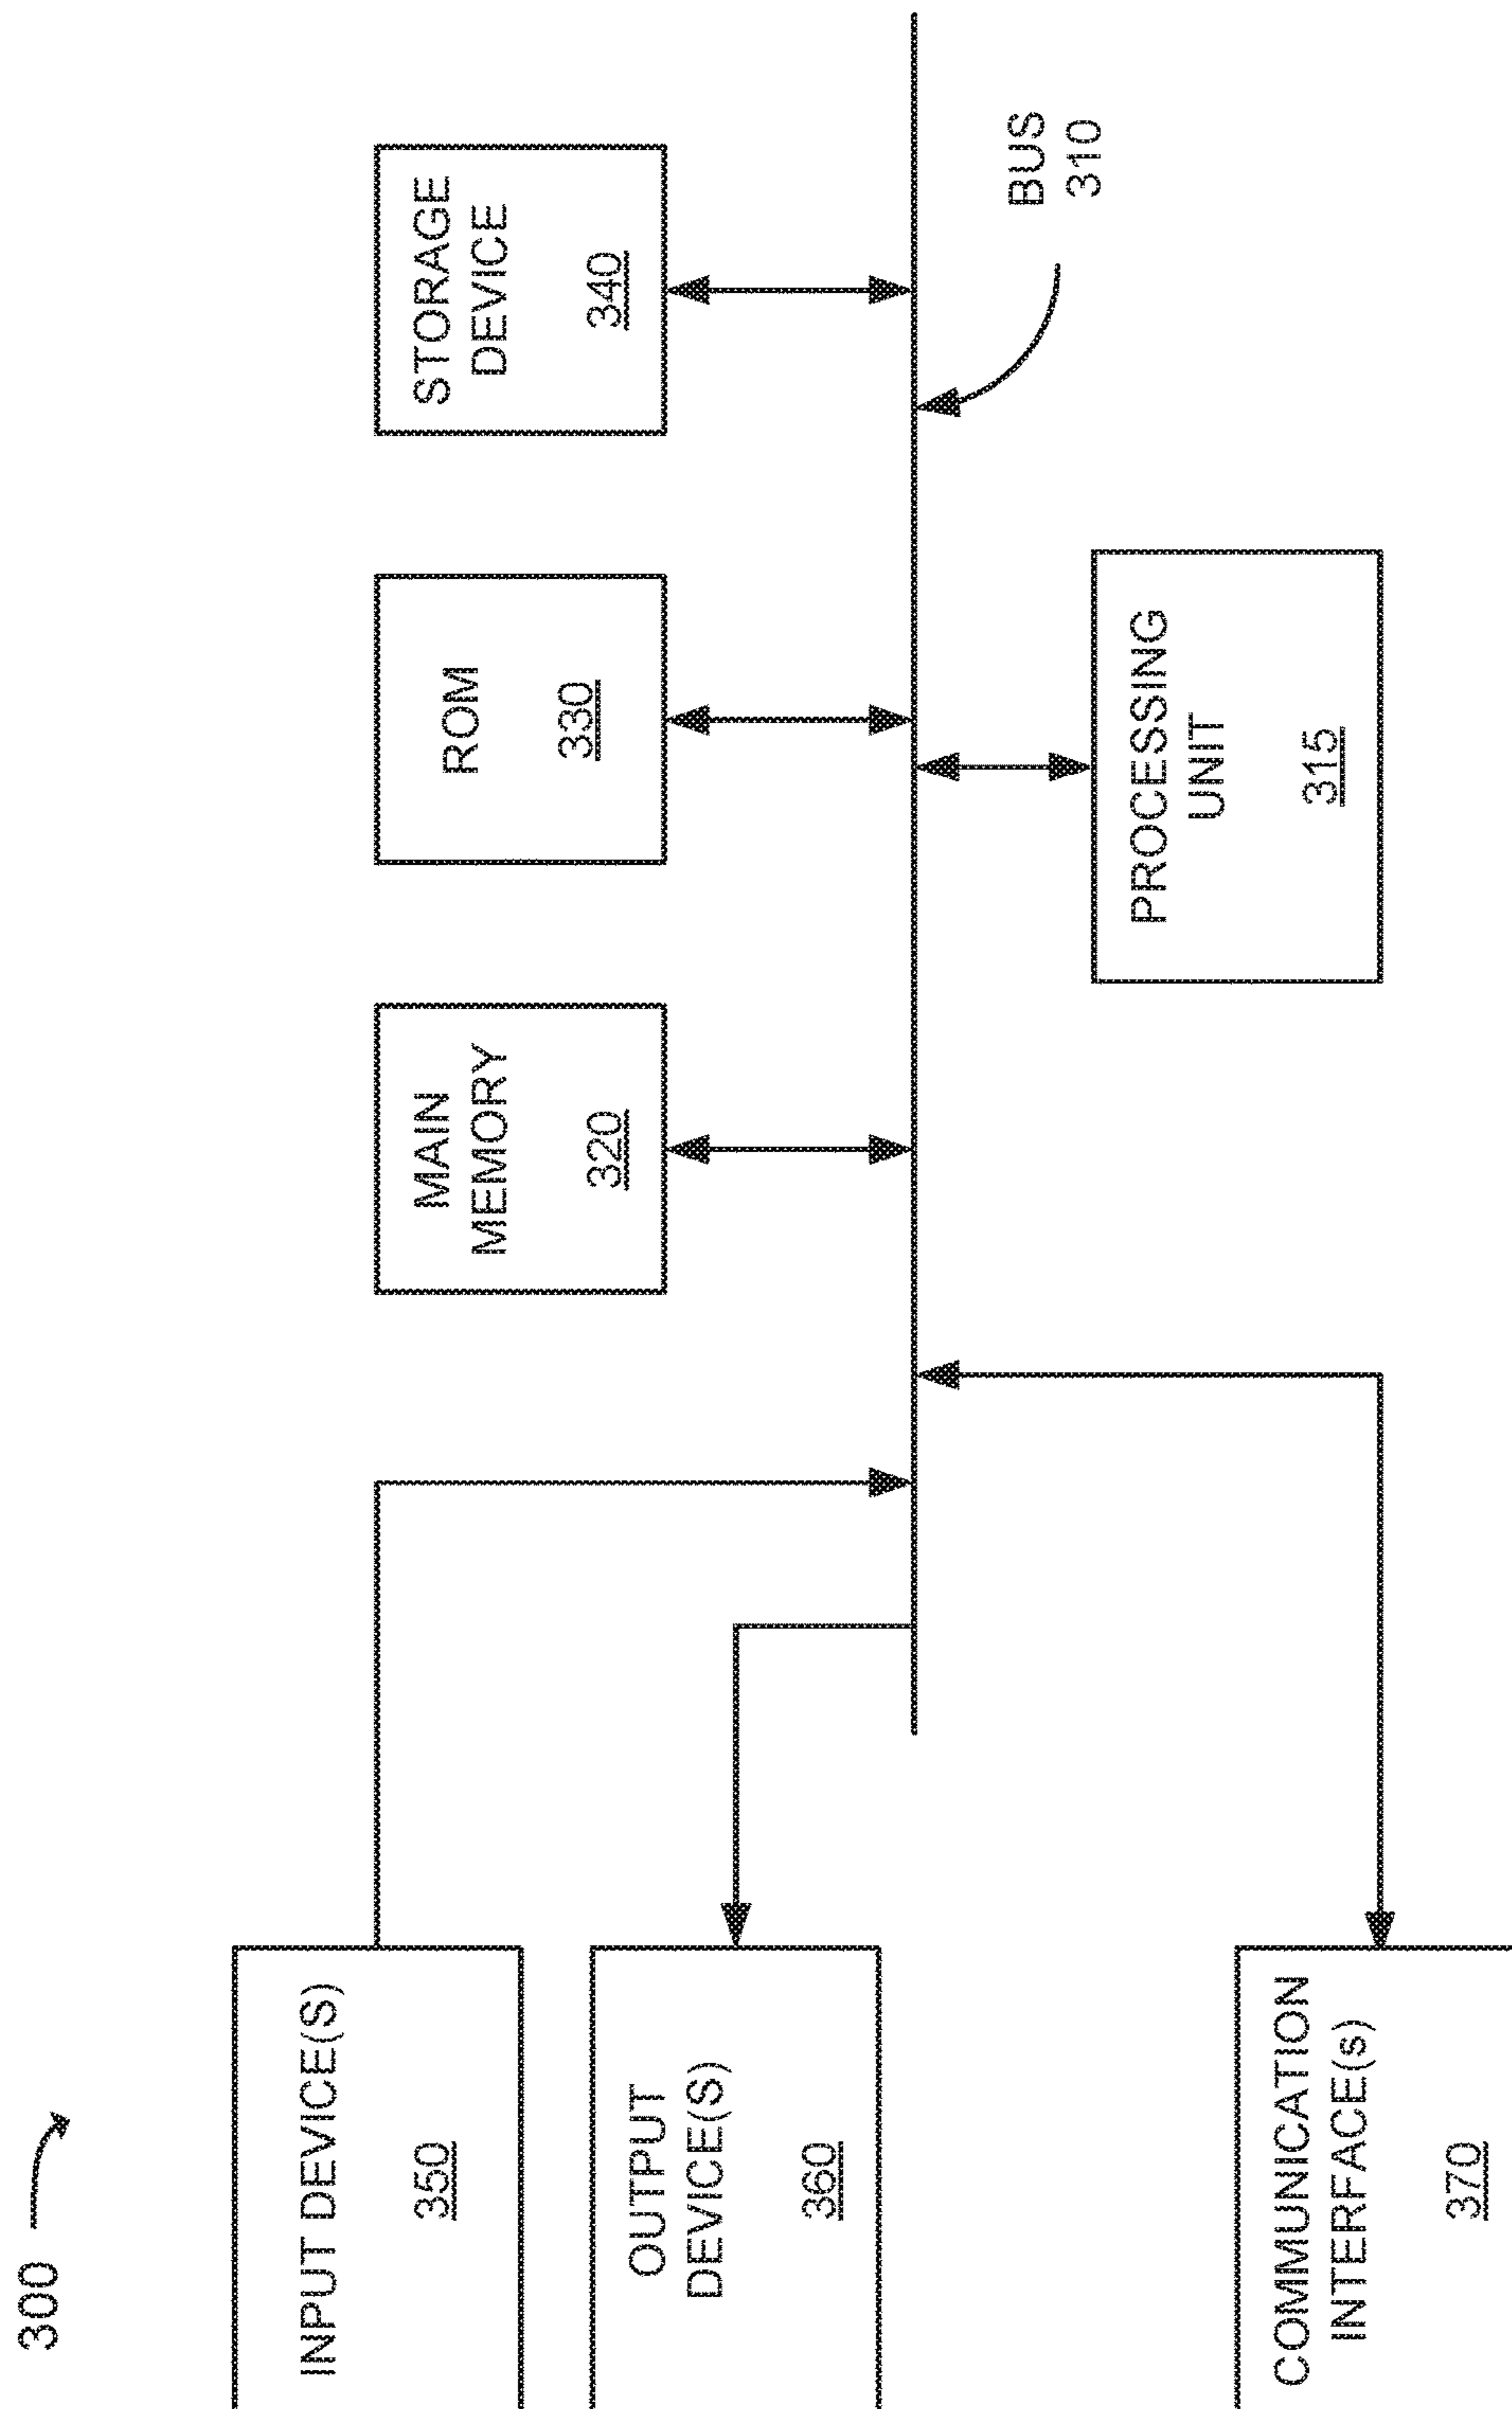 300
INPUT DEVICE(S)
350
OUTPUT
DEVICE(S)
360
COMMUNICATION
INTERFACE(s)
370
MAIN
MEMORY
320
ROM
330
STORAGE
DEVICE
340
PROCESSING
UNIT
315
BUS
310